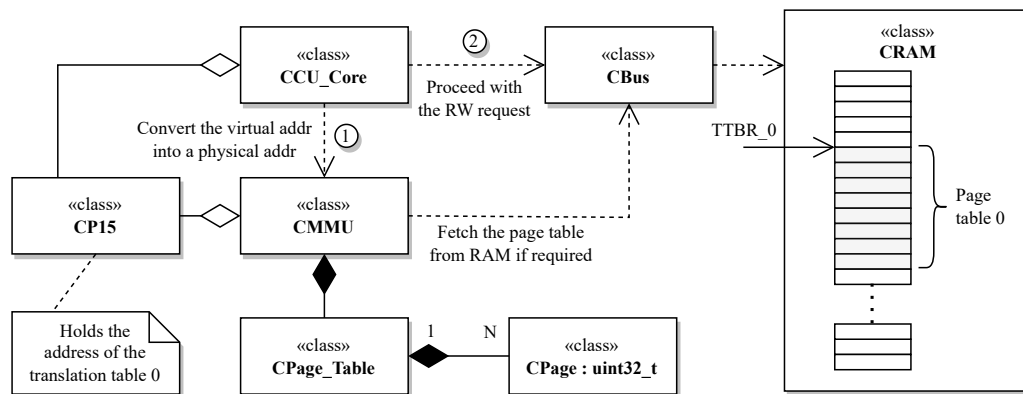 «class»
CCU_Core
2
Proceed with
the RW request
«class»
CBus
«class»
CRAM
TTBR_0
Page
table 0
Convert the virtual addr
into a physical addr
1
«class»
CP15
«class»
CMMU
Fetch the page table
from RAM if required
Holds the
address of the
translation table 0
«class»
CPage_Table
1
N
«class»
CPage : uint32_t